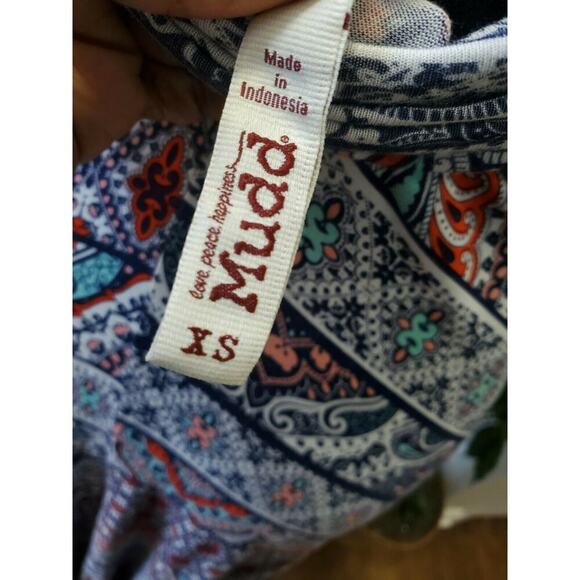 Made
in
Indonesia
Mudd®
love, peace, happiness
XS